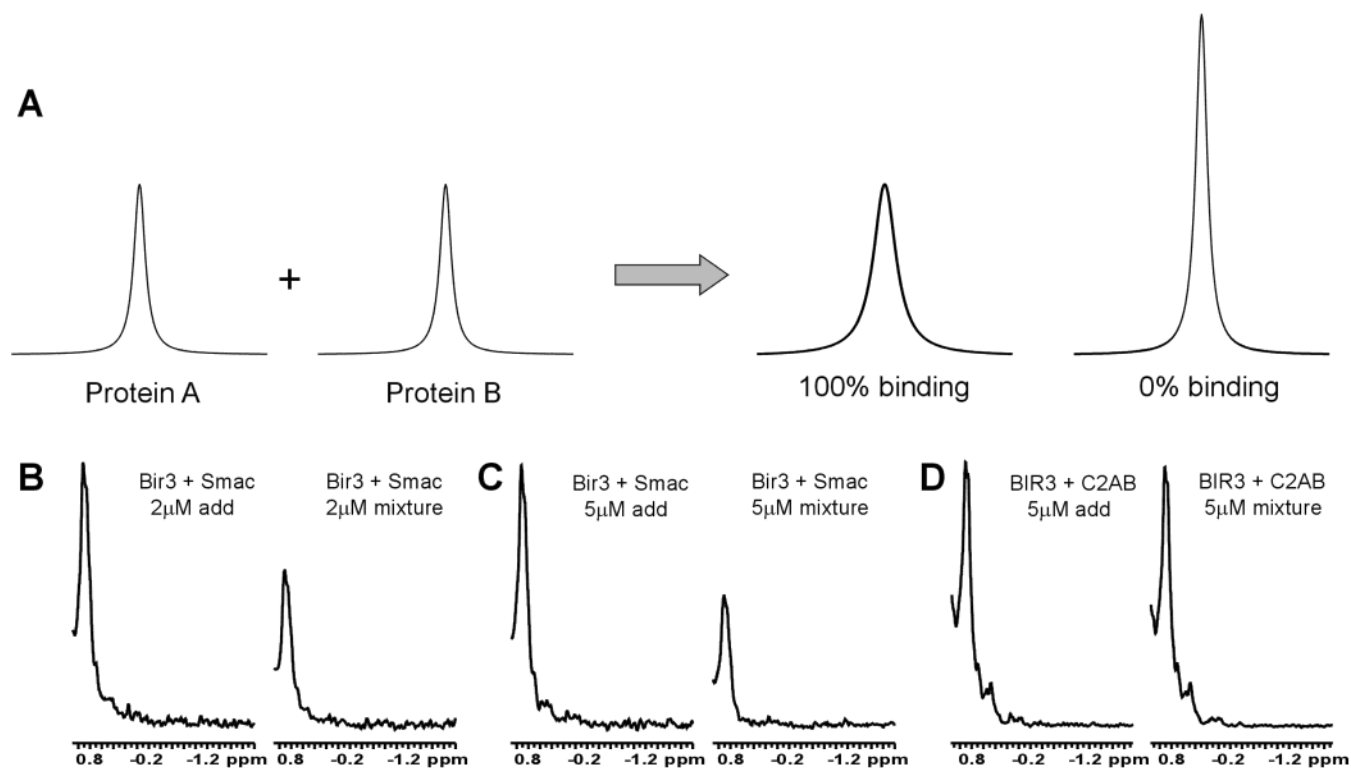 A
+
Protein A
Protein B
100% binding
0% binding
B
Bir3 + Smac
2μM add
Bir3 + Smac
2μM mixture
C
Bir3 + Smac
5μM add
Bir3 + Smac
5μM mixture
D
BIR3 + C2AB
5μM add
BIR3 + C2AB
5μM mixture
0.8 -0.2 -1.2 ppm
0.8 -0.2 -1.2 ppm
0.8 -0.2 -1.2 ppm
0.8 -0.2 -1.2 ppm
0.8 -0.2 -1.2 ppm
0.8 -0.2 -1.2 ppm